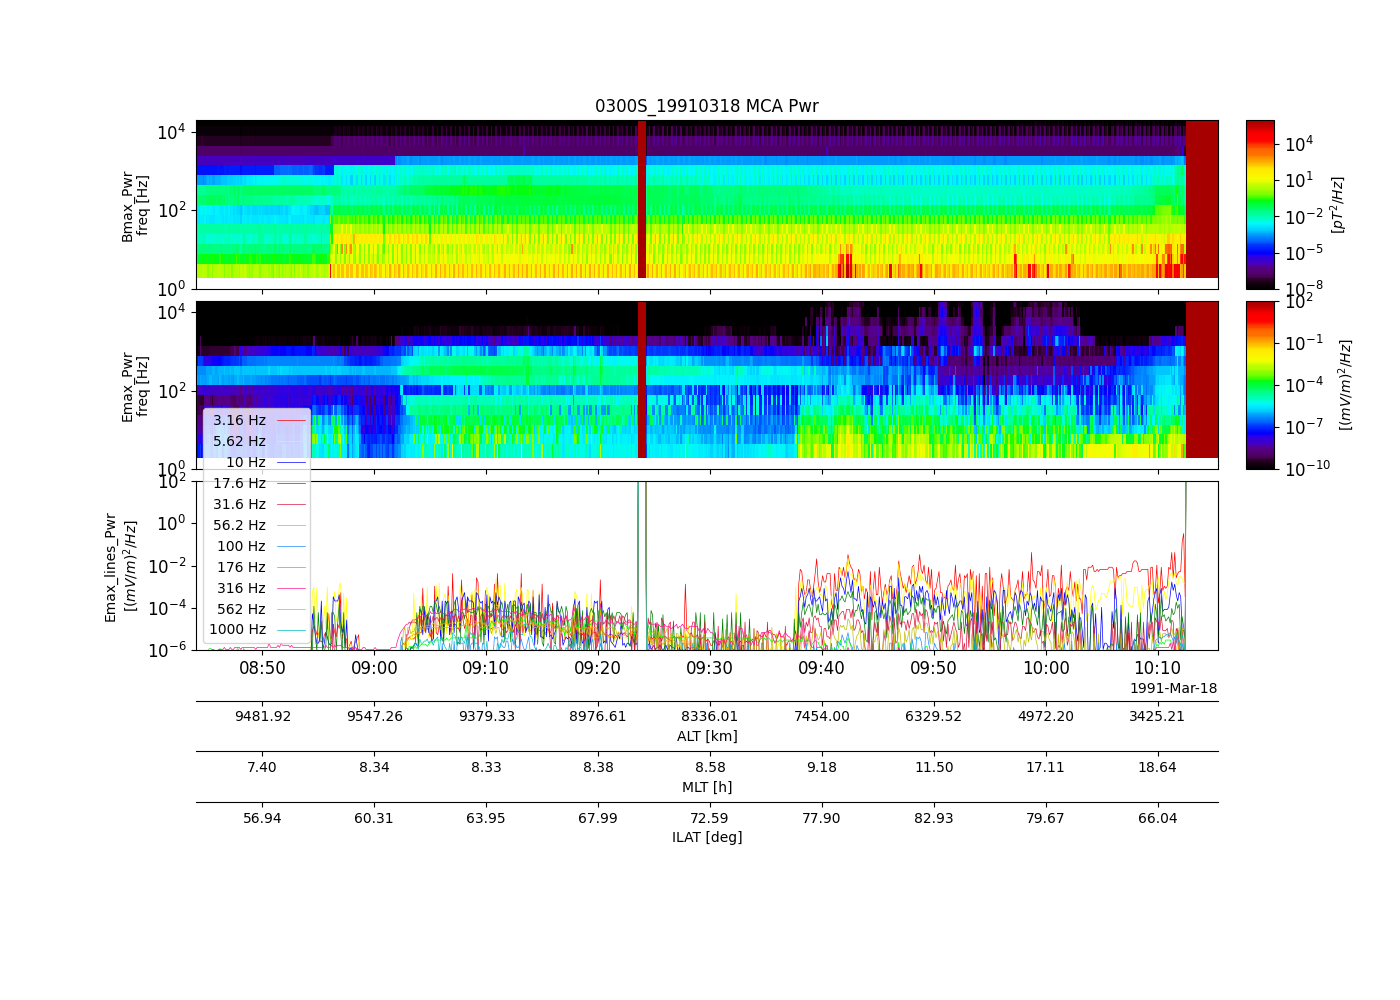 0300S_19910318 MCA Pwr
10^4
10^2
10^0
Bmax_Pwr
freq [Hz]
10^4
10^1
10^-2
10^-5
10^-8
[pT^2/Hz]
10^4
10^2
10^0
Emax_Pwr
freq [Hz]
10^2
10^-1
10^-4
10^-7
10^-10
[(mV/m)^2/Hz]
3.16 Hz
5.62 Hz
10 Hz
17.6 Hz
31.6 Hz
56.2 Hz
100 Hz
176 Hz
316 Hz
562 Hz
1000 Hz
10^2
10^0
10^-2
10^-4
10^-6
Emax_lines_Pwr
[(mV/m)^2/Hz]
08:50 09:00 09:10 09:20 09:30 09:40 09:50 10:00 10:10
1991-Mar-18
9481.92 9547.26 9379.33 8976.61 8336.01 7454.00 6329.52 4972.20 3425.21
ALT [km]
7.40 8.34 8.33 8.38 8.58 9.18 11.50 17.11 18.64
MLT [h]
56.94 60.31 63.95 67.99 72.59 77.90 82.93 79.67 66.04
ILAT [deg]